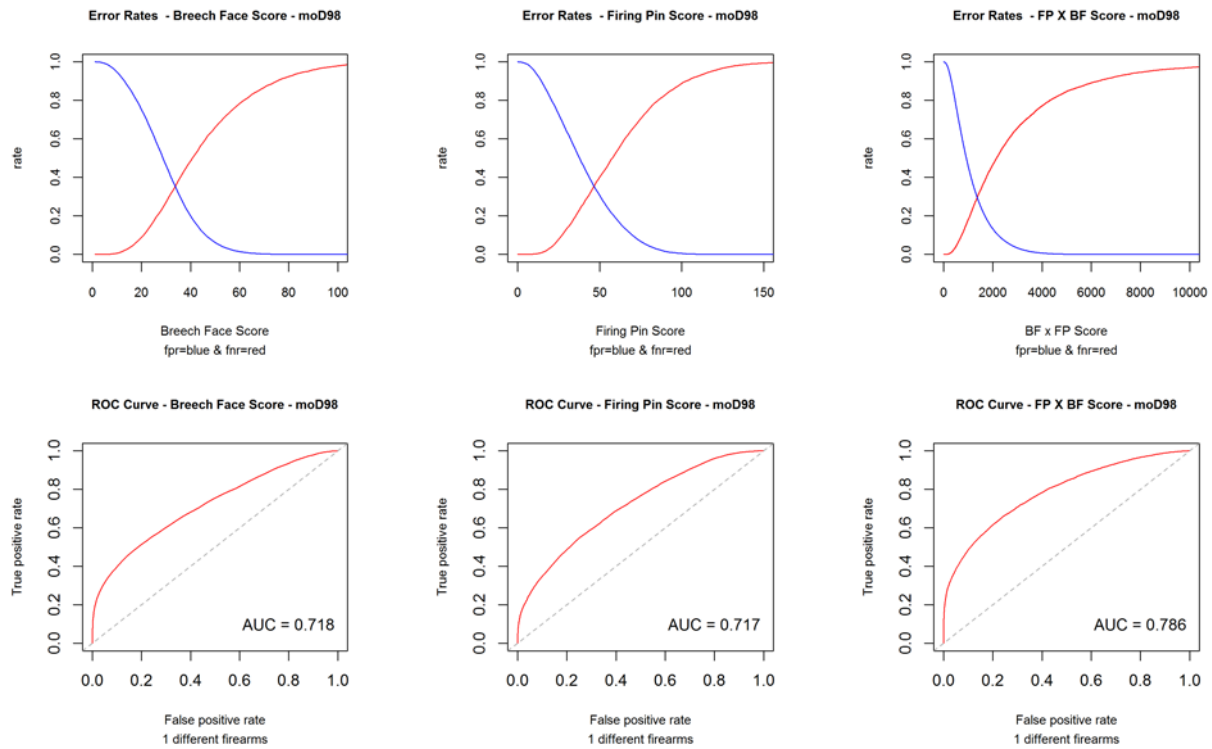 Error Rates - Breech Face Score - moD98
rate
0.0 0.2 0.4 0.6 0.8 1.0
0 20 40 60 80 100
Breech Face Score
fpr=blue & fnr=red
Error Rates - Firing Pin Score - moD98
rate
0.0 0.2 0.4 0.6 0.8 1.0
0 50 100 150
Firing Pin Score
fpr=blue & fnr=red
Error Rates - FP X BF Score - moD98
rate
0.0 0.2 0.4 0.6 0.8 1.0
0 2000 4000 6000 8000 10000
BF x FP Score
fpr=blue & fnr=red
ROC Curve - Breech Face Score - moD98
True positive rate
0.0 0.2 0.4 0.6 0.8 1.0
AUC = 0.718
0.0 0.2 0.4 0.6 0.8 1.0
False positive rate
1 different firearms
ROC Curve - Firing Pin Score - moD98
True positive rate
0.0 0.2 0.4 0.6 0.8 1.0
AUC = 0.717
0.0 0.2 0.4 0.6 0.8 1.0
False positive rate
1 different firearms
ROC Curve - FP X BF Score - moD98
True positive rate
0.0 0.2 0.4 0.6 0.8 1.0
AUC = 0.786
0.0 0.2 0.4 0.6 0.8 1.0
False positive rate
1 different firearms